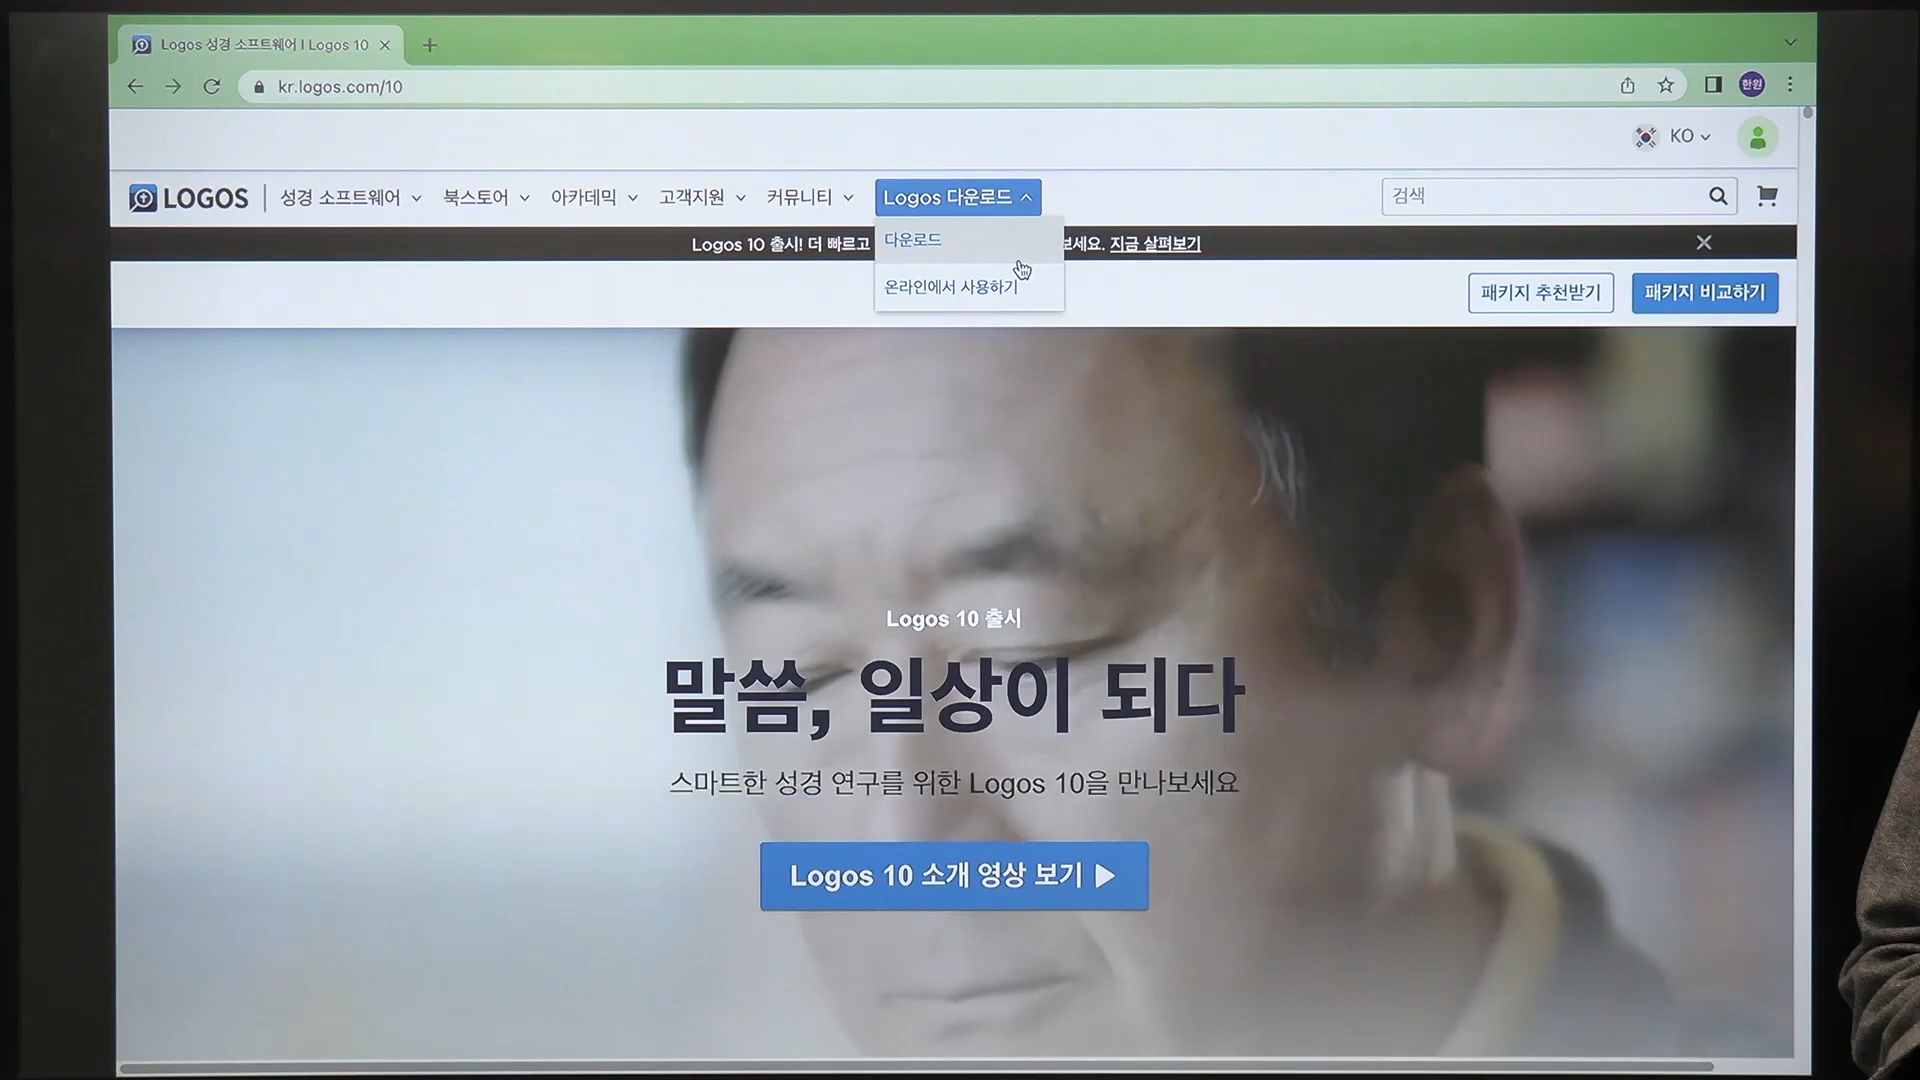 Logos 성경 소프트웨어 | Logos 10
kr.logos.com/10
한원
KO
LOGOS
성경 소프트웨어
북스토어
아카데믹
고객지원
커뮤니티
Logos 다운로드
검색
Logos 10 출시! 더 빠르고
보세요. 지금 살펴보기
다운로드
온라인에서 사용하기
패키지 추천받기
패키지 비교하기
Logos 10 출시
말씀, 일상이 되다
스마트한 성경 연구를 위한 Logos 10을 만나보세요
Logos 10 소개 영상 보기